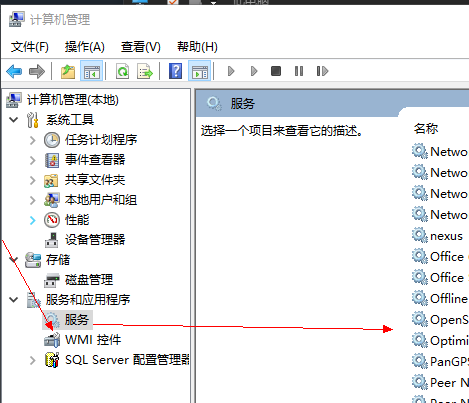 计算机管理
文件(F) 操作(A) 查看(V) 帮助(H)
计算机管理(本地)
系统工具
任务计划程序
事件查看器
共享文件夹
本地用户和组
性能
设备管理器
存储
磁盘管理
服务和应用程序
服务
WMI 控件
SQL Server 配置管理器
服务
选择一个项目来查看它的描述。
名称
Netwo
Netwo
Netwo
Netwo
nexus
Office
Office
Offline
OpenS
Optimi
PanGP
Peer N